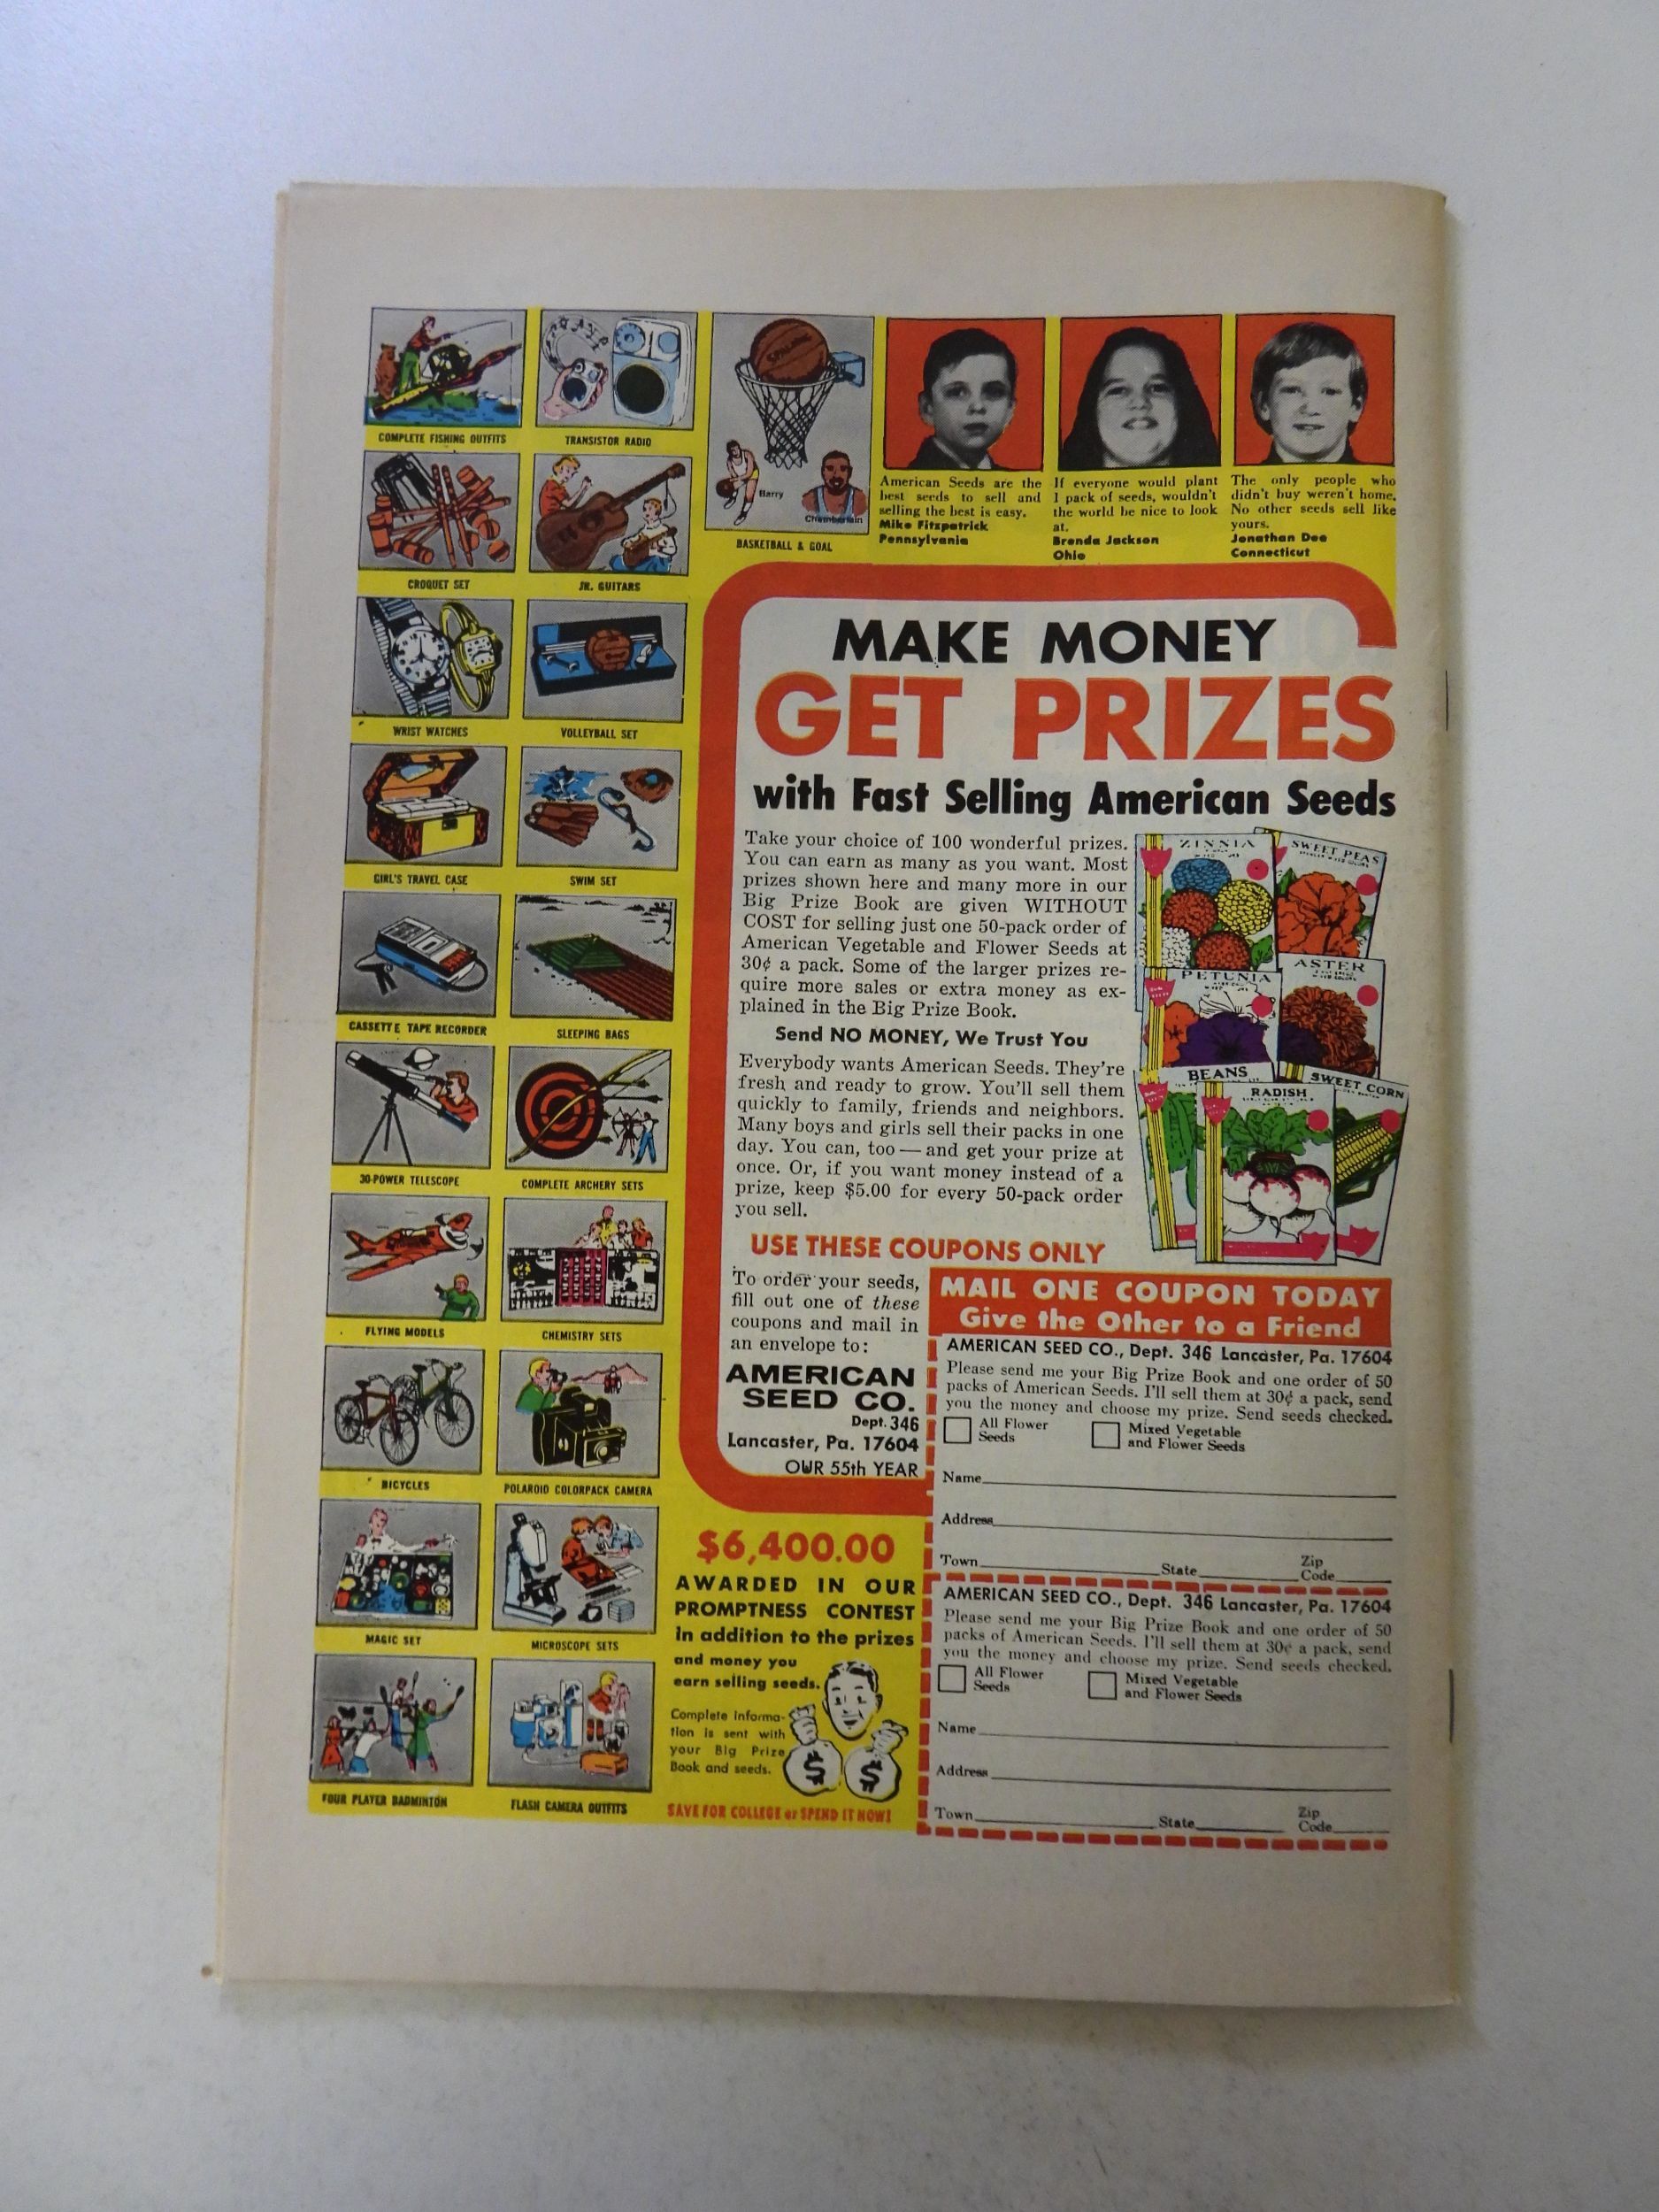 COMPLETE FISHING OUTFITS
TRANSISTOR RADIO
CROQUET SET
JR. GUITARS
WRIST WATCHES
VOLLEYBALL SET
GIRL'S TRAVEL CASE
SWIM SET
CASSETTE TAPE RECORDER
SLEEPING BAGS
30-POWER TELESCOPE
COMPLETE ARCHERY SETS
FLYING MODELS
CHEMISTRY SETS
BICYCLES
POLAROID COLORPACK CAMERA
MAGIC SET
MICROSCOPE SETS
FOUR PLAYER BADMINTON
FLASH CAMERA OUTFITS
SPALDING
Barry
Chamberlain
BASKETBALL & GOAL
American Seeds are the
best seeds to sell and
selling the best is easy.
Mike Fitzpatrick
Pennsylvania
If everyone would plant
1 pack of seeds, wouldn't
the world be nice to look
at.
Brenda Jackson
Ohio
The only people who
didn't buy weren't home.
No other seeds sell like
yours.
Jonathan Dee
Connecticut
MAKE MONEY
GET PRIZES
with Fast Selling American Seeds
Take your choice of 100 wonderful prizes.
You can earn as many as you want. Most
prizes shown here and many more in our
Big Prize Book are given WITHOUT
COST for selling just one 50-pack order of
American Vegetable and Flower Seeds at
30¢ a pack. Some of the larger prizes re-
quire more sales or extra money as ex-
plained in the Big Prize Book.
Send NO MONEY, We Trust You
Everybody wants American Seeds. They're
fresh and ready to grow. You'll sell them
quickly to family, friends and neighbors.
Many boys and girls sell their packs in one
day. You can, too — and get your prize at
once. Or, if you want money instead of a
prize, keep $5.00 for every 50-pack order
you sell.
ZINNIA
SWEET PEAS
PETUNIA
ASTER
BEANS
RADISH
SWEET CORN
USE THESE COUPONS ONLY
To order your seeds,
fill out one of these
coupons and mail in
an envelope to:
AMERICAN
SEED CO.
Dept. 346
Lancaster, Pa. 17604
OUR 55th YEAR
MAIL ONE COUPON TODAY
Give the Other to a Friend
AMERICAN SEED CO., Dept. 346 Lancaster, Pa. 17604
Please send me your Big Prize Book and one order of 50
packs of American Seeds. I'll sell them at 30¢ a pack, send
you the money and choose my prize. Send seeds checked.
All Flower
Seeds
Mixed Vegetable
and Flower Seeds
Name
Address
Town State Zip
Code
AMERICAN SEED CO., Dept. 346 Lancaster, Pa. 17604
Please send me your Big Prize Book and one order of 50
packs of American Seeds. I'll sell them at 30¢ a pack, send
you the money and choose my prize. Send seeds checked.
All Flower
Seeds
Mixed Vegetable
and Flower Seeds
Name
Address
Town State Zip
Code
$6,400.00
AWARDED IN OUR
PROMPTNESS CONTEST
In addition to the prizes
and money you
earn selling seeds.
Complete informa-
tion is sent with
your Big Prize
Book and seeds.
$ $
SAVE FOR COLLEGE or SPEND IT NOW!